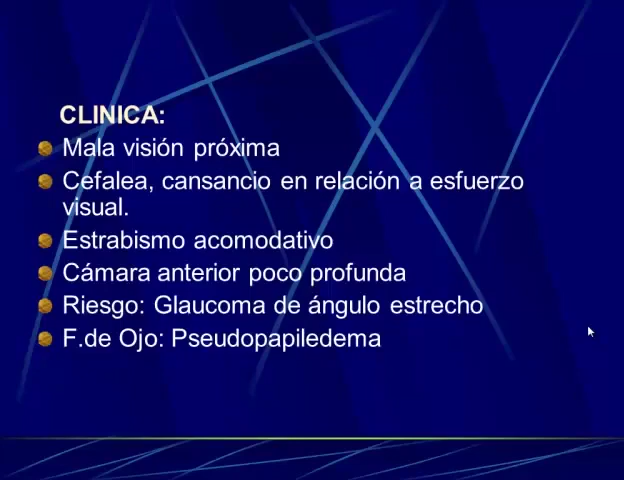 CLINICA:
Mala visión próxima
Cefalea, cansancio en relación a esfuerzo
visual.
Estrabismo acomodativo
Cámara anterior poco profunda
Riesgo: Glaucoma de ángulo estrecho
F.de Ojo: Pseudopapiledema